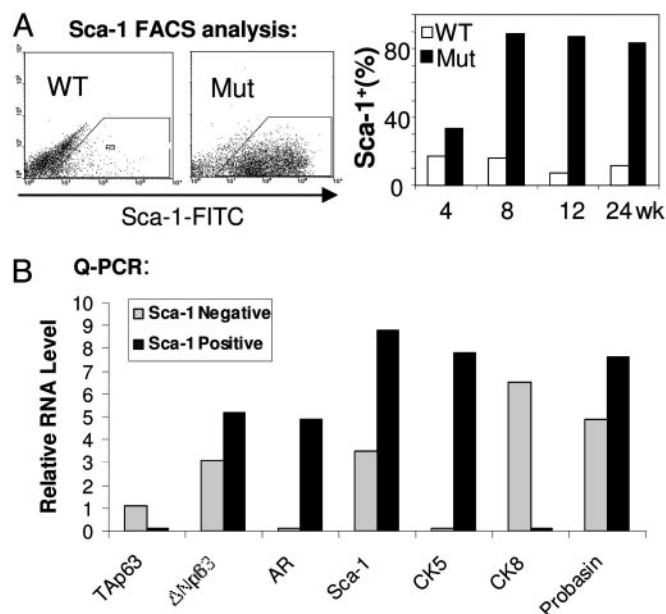 A
Sca-1 FACS analysis:
WT
Mut
R3
Sca-1-FITC
WT
Mut
Sca-1+(%)
80
40
0
4 8 12 24 wk
B
Q-PCR:
Sca-1 Negative
Sca-1 Positive
Relative RNA Level
10
9
8
7
6
5
4
3
2
1
0
TAp63
ΔNp63
AR
Sca-1
CK5
CK8
Probasin